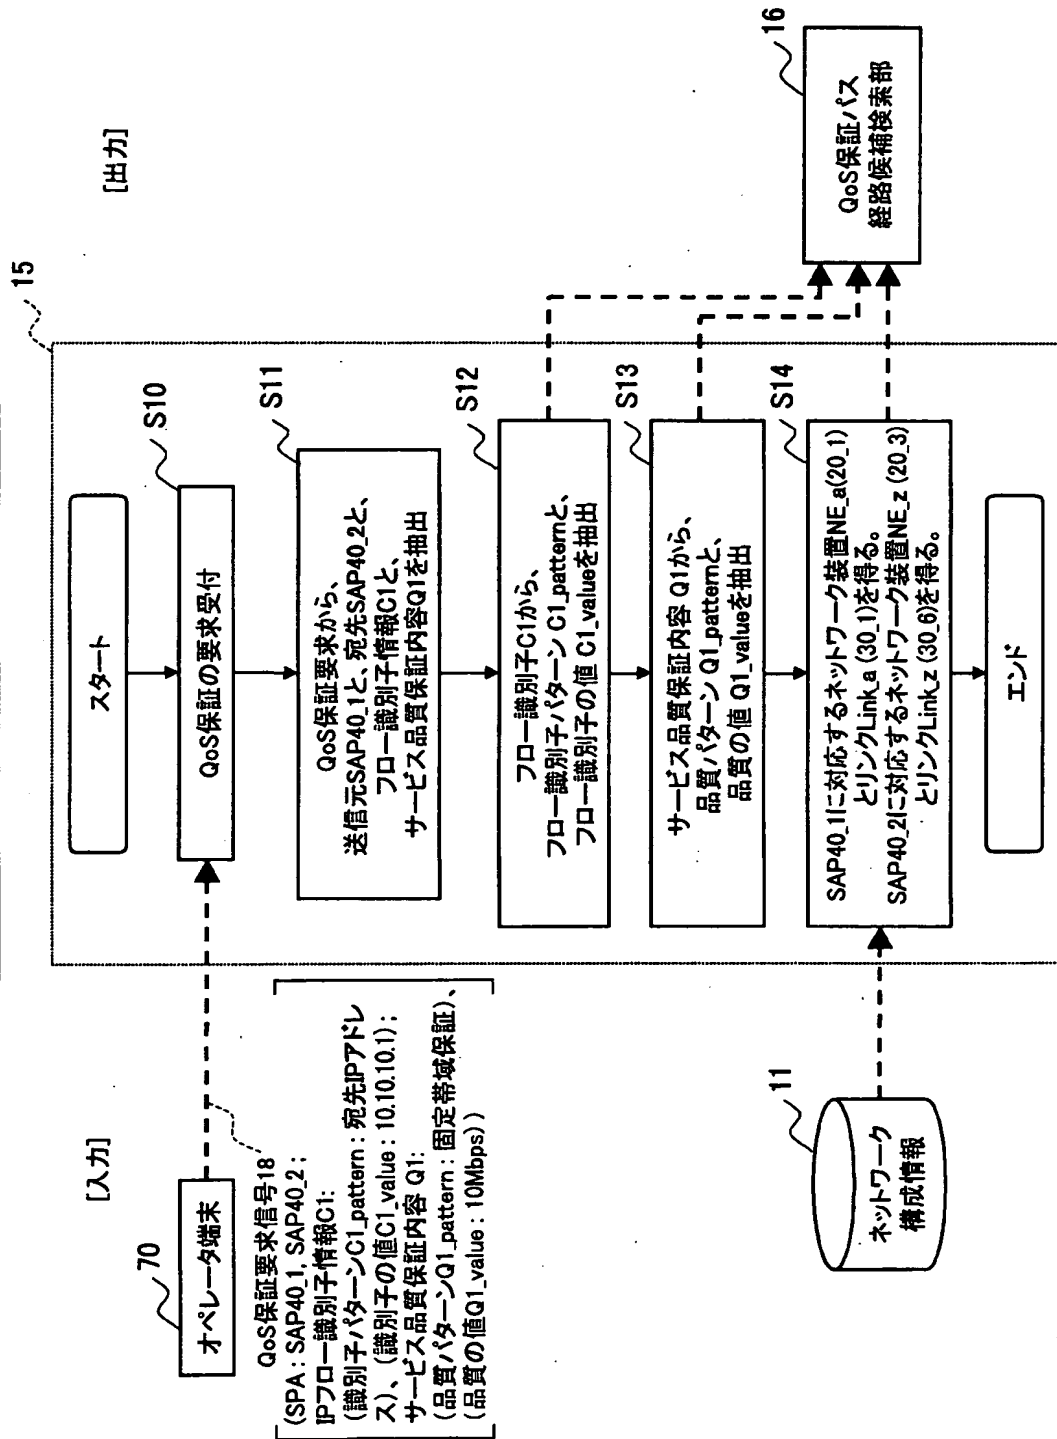 [入力]
[出力]
15
スタート
70
オペレータ端末
QoS保証要求信号18
(SPA : SAP40_1, SAP40_2 ;
IPフロー識別子情報C1:
(識別子パターンC1_pattern : 宛先IPアドレ
ス)、(識別子の値C1_value : 10.10.10.1) ;
サービス品質保証内容 Q1:
(品質パターンQ1_pattern : 固定帯域保証)、
(品質の値Q1_value : 10Mbps))
S10
QoS保証の要求受付
S11
QoS保証要求から、
送信元SAP40_1と、宛先SAP40_2と、
フロー識別子情報C1と、
サービス品質保証内容Q1を抽出
S12
フロー識別子C1から、
フロー識別子パターン C1_patternと、
フロー識別子の値 C1_valueを抽出
S13
サービス品質保証内容 Q1から、
品質パターン Q1_patternと、
品質の値 Q1_valueを抽出
S14
SAP40_1に対応するネットワーク装置NE_a(20_1)
とリンクLink_a (30_1)を得る。
SAP40_2に対応するネットワーク装置NE_z (20_3)
とリンクLink_z (30_6)を得る。
エンド
11
ネットワーク
構成情報
16
QoS保証パス
経路候補検索部